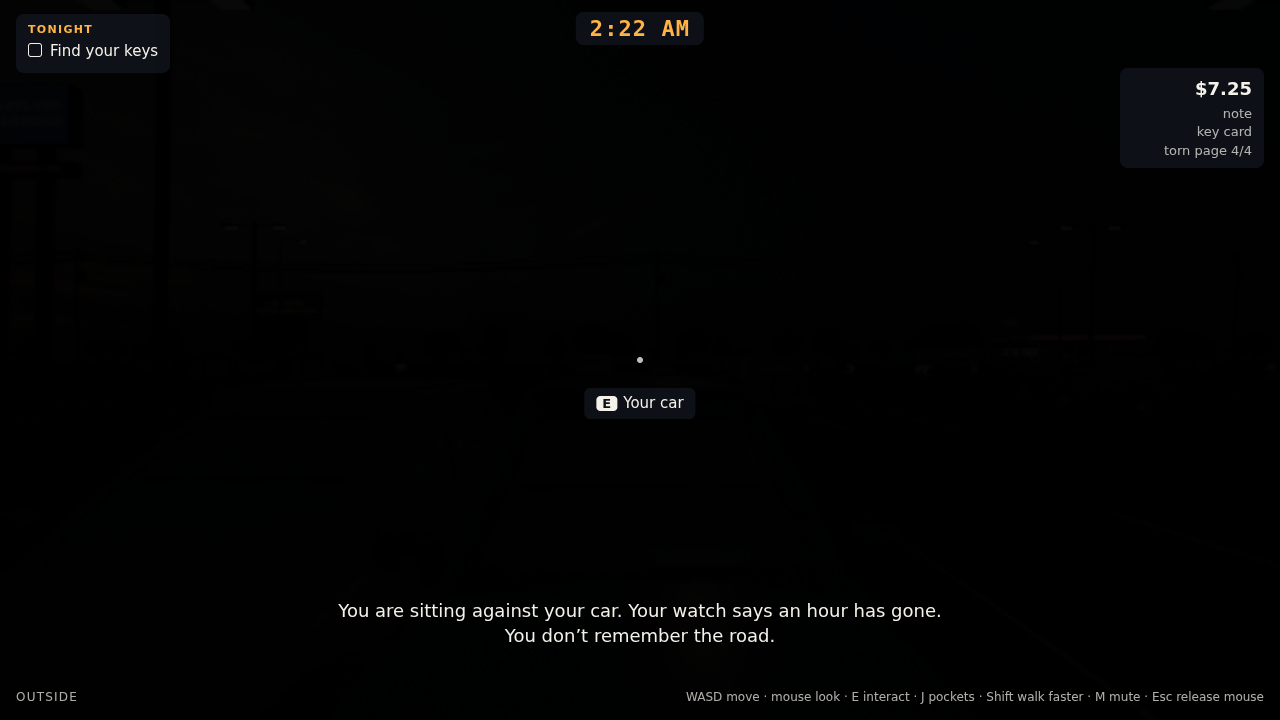 TONIGHT
Find your keys
2:22 AM
$7.25
note
key card
torn page 4/4
E Your car
You are sitting against your car. Your watch says an hour has gone.
You don’t remember the road.
OUTSIDE
WASD move · mouse look · E interact · J pockets · Shift walk faster · M mute · Esc release mouse